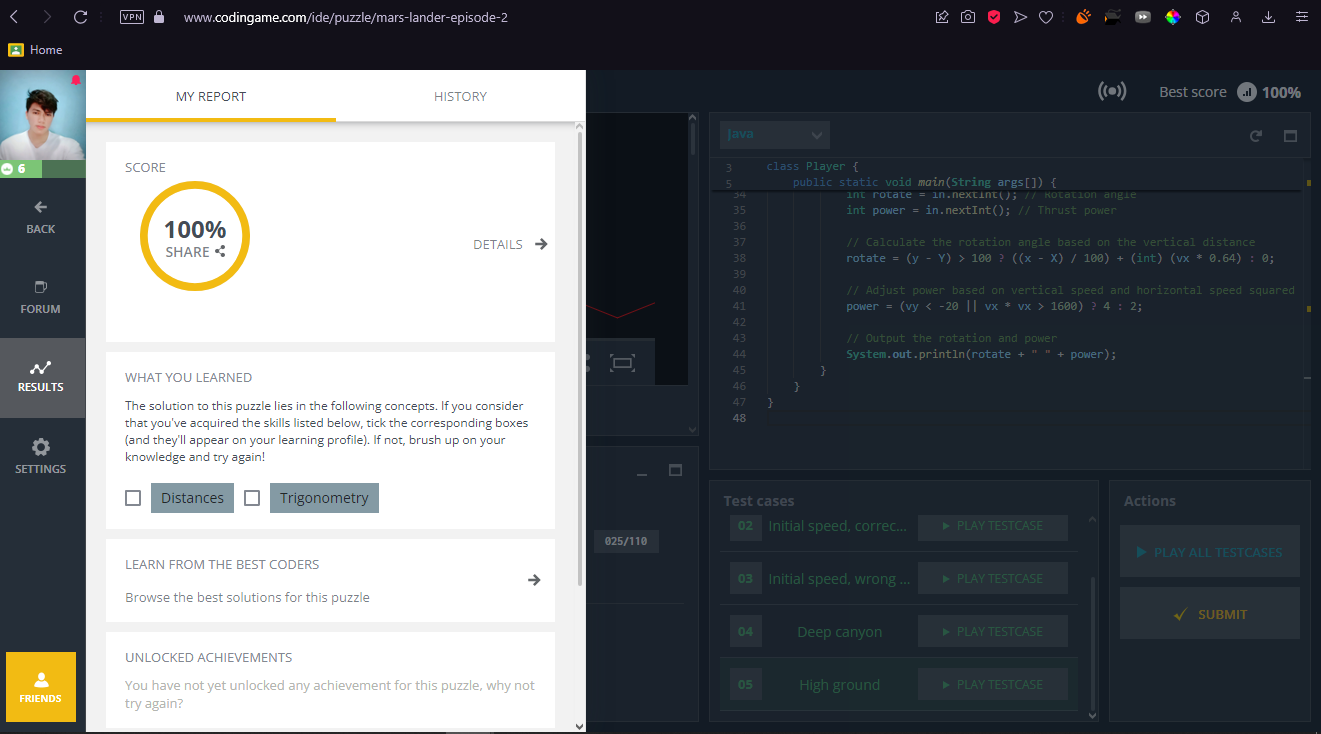 VPN
www.codingame.com/ide/puzzle/mars-lander-episode-2
Home
6
BACK
FORUM
RESULTS
SETTINGS
FRIENDS
MY REPORT
HISTORY
SCORE
100%
SHARE
DETAILS
WHAT YOU LEARNED
The solution to this puzzle lies in the following concepts. If you consider
that you've acquired the skills listed below, tick the corresponding boxes
(and they'll appear on your learning profile). If not, brush up on your
knowledge and try again!
Distances
Trigonometry
LEARN FROM THE BEST CODERS
Browse the best solutions for this puzzle
UNLOCKED ACHIEVEMENTS
You have not yet unlocked any achievement for this puzzle, why not
try again?
025/110
Best score 100%
Java
3 class Player {
5 public static void main(String args[]) {
34 int rotate = in.nextInt(); // Rotation angle
35 int power = in.nextInt(); // Thrust power
36
37 // Calculate the rotation angle based on the vertical distance
38 rotate = (y - Y) > 100 ? ((x - X) / 100) + (int) (vx * 0.64) : 0;
39
40 // Adjust power based on vertical speed and horizontal speed squared
41 power = (vy < -20 || vx * vx > 1600) ? 4 : 2;
42
43 // Output the rotation and power
44 System.out.println(rotate + " " + power);
45 }
46 }
47 }
48
Test cases
02 Initial speed, correc... PLAY TESTCASE
03 Initial speed, wrong ... PLAY TESTCASE
04 Deep canyon PLAY TESTCASE
05 High ground PLAY TESTCASE
Actions
PLAY ALL TESTCASES
SUBMIT